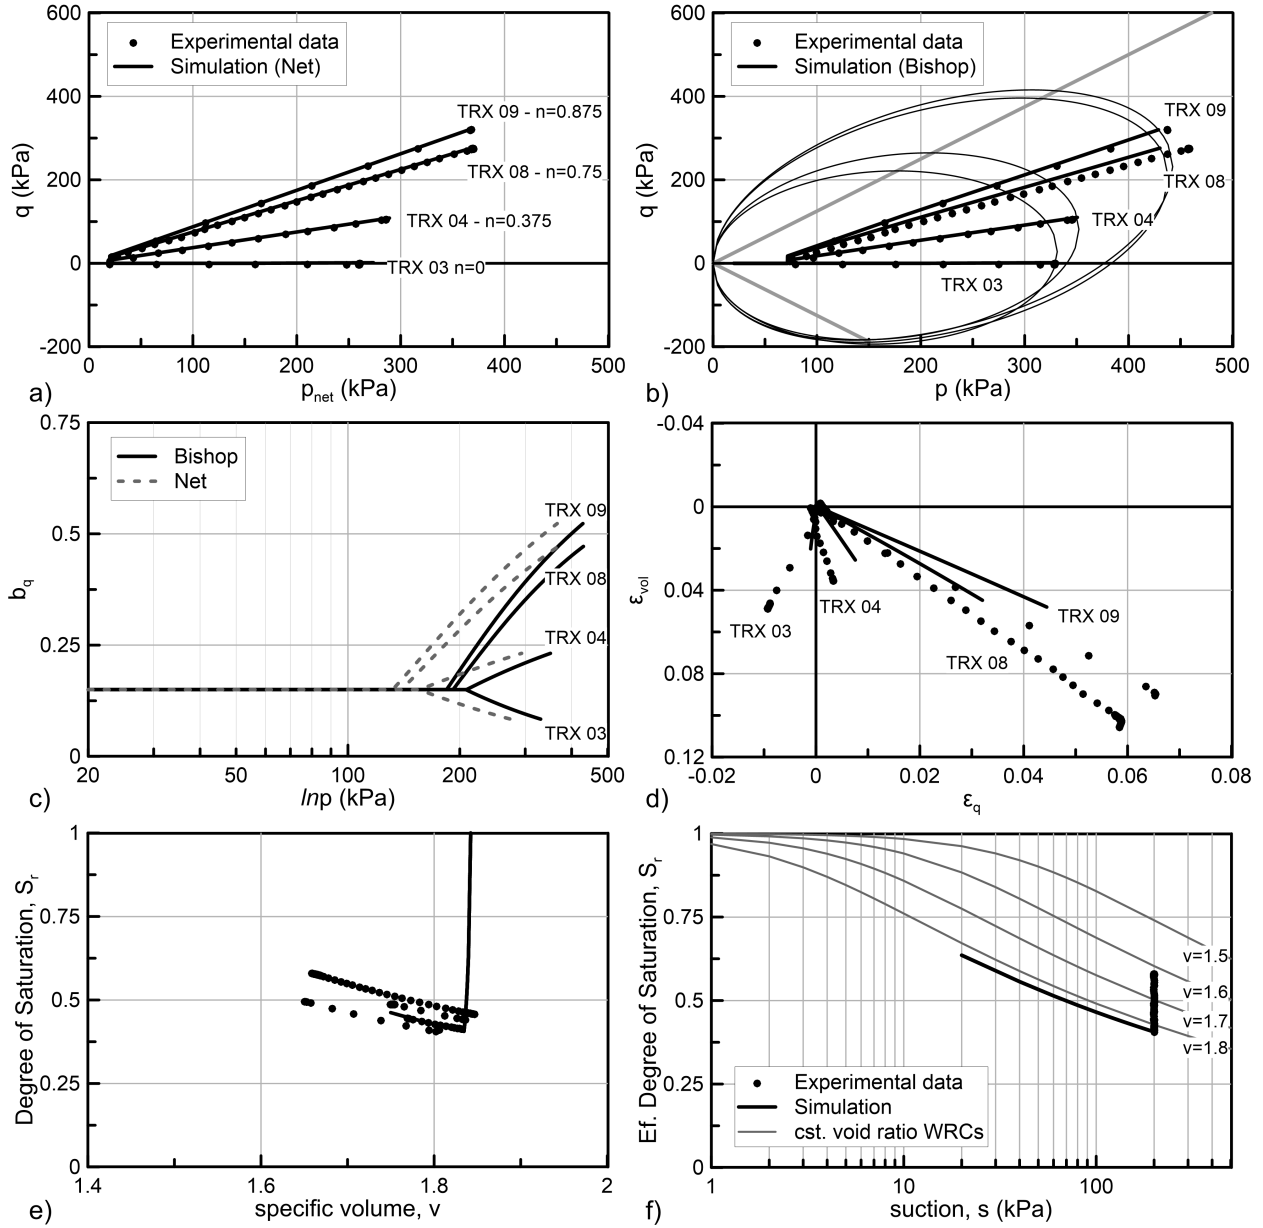 600
400
200
0
-200
q (kPa)
Experimental data
Simulation (Net)
TRX 09 - n=0.875
TRX 08 - n=0.75
TRX 04 - n=0.375
TRX 03 n=0
0 100 200 300 400 500
a)
pnet (kPa)
600
400
200
0
-200
q (kPa)
Experimental data
Simulation (Bishop)
TRX 09
TRX 08
TRX 04
TRX 03
0 100 200 300 400 500
b)
p (kPa)
0.75
0.5
0.25
0
bq
Bishop
Net
TRX 09
TRX 08
TRX 04
TRX 03
20 50 100 200 500
c)
lnp (kPa)
-0.04
0
0.04
0.08
0.12
εvol
TRX 03
TRX 04
TRX 09
TRX 08
-0.02 0 0.02 0.04 0.06 0.08
d)
εq
1
0.75
0.5
0.25
0
Degree of Saturation, Sr
1.4 1.6 1.8 2
e)
specific volume, v
1
0.75
0.5
0.25
0
Ef. Degree of Saturation, Sr
v=1.5
v=1.6
v=1.7
v=1.8
Experimental data
Simulation
cst. void ratio WRCs
1 10 100
f)
suction, s (kPa)